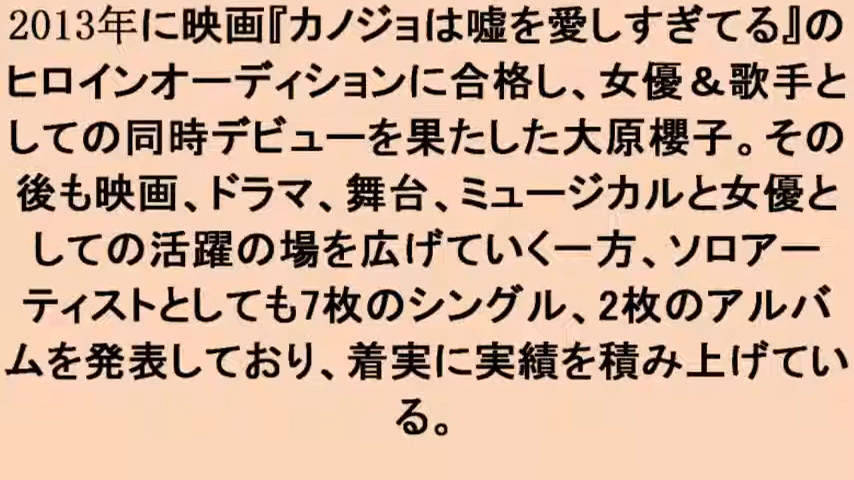 2013年に映画『カノジョは嘘を愛しすぎてる』の
ヒロインオーディションに合格し、女優＆歌手と
しての同時デビューを果たした大原櫻子。その
後も映画、ドラマ、舞台、ミュージカルと女優と
しての活躍の場を広げていく一方、ソロアー
ティストとしても7枚のシングル、2枚のアルバ
ムを発表しており、着実に実績を積み上げてい
る。